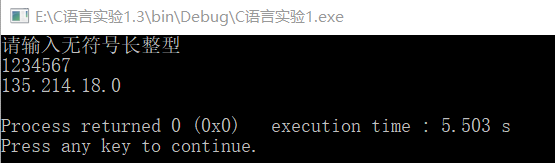 E:\C语言实验1.3\bin\Debug\C语言实验1.exe
请输入无符号长整型
1234567
135.214.18.0
Process returned 0 (0x0)   execution time : 5.503 s
Press any key to continue.